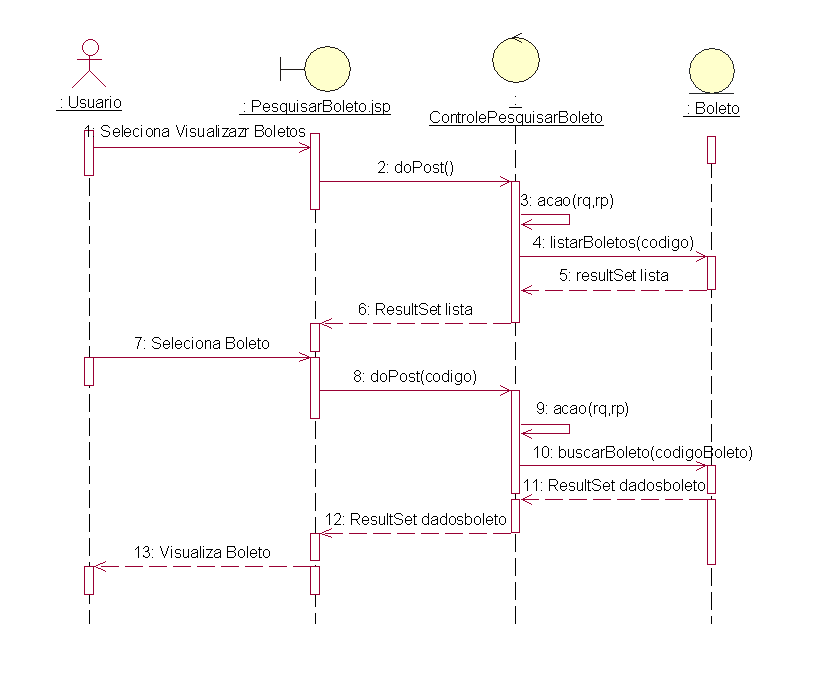 : Usuario
: PesquisarBoleto.jsp
:
ControlePesquisarBoleto
: Boleto
1: Seleciona Visualizazr Boletos
2: doPost()
3: acao(rq,rp)
4: listarBoletos(codigo)
5: resultSet lista
6: ResultSet lista
7: Seleciona Boleto
8: doPost(codigo)
9: acao(rq,rp)
10: buscarBoleto(codigoBoleto)
11: ResultSet dadosboleto
12: ResultSet dadosboleto
13: Visualiza Boleto